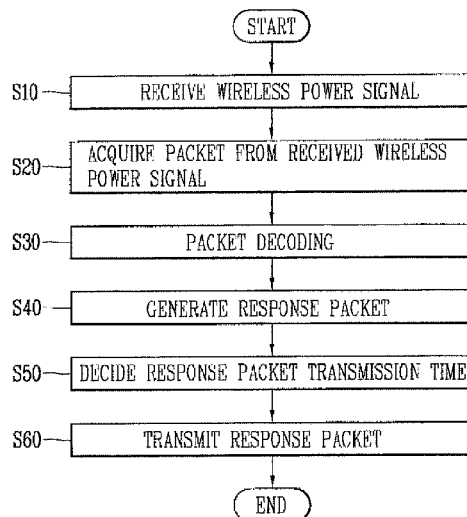 START
S10 RECEIVE WIRELESS POWER SIGNAL
S20 ACQUIRE PACKET FROM RECEIVED WIRELESS
POWER SIGNAL
S30 PACKET DECODING
S40 GENERATE RESPONSE PACKET
S50 DECIDE RESPONSE PACKET TRANSMISSION TIME
S60 TRANSMIT RESPONSE PACKET
END